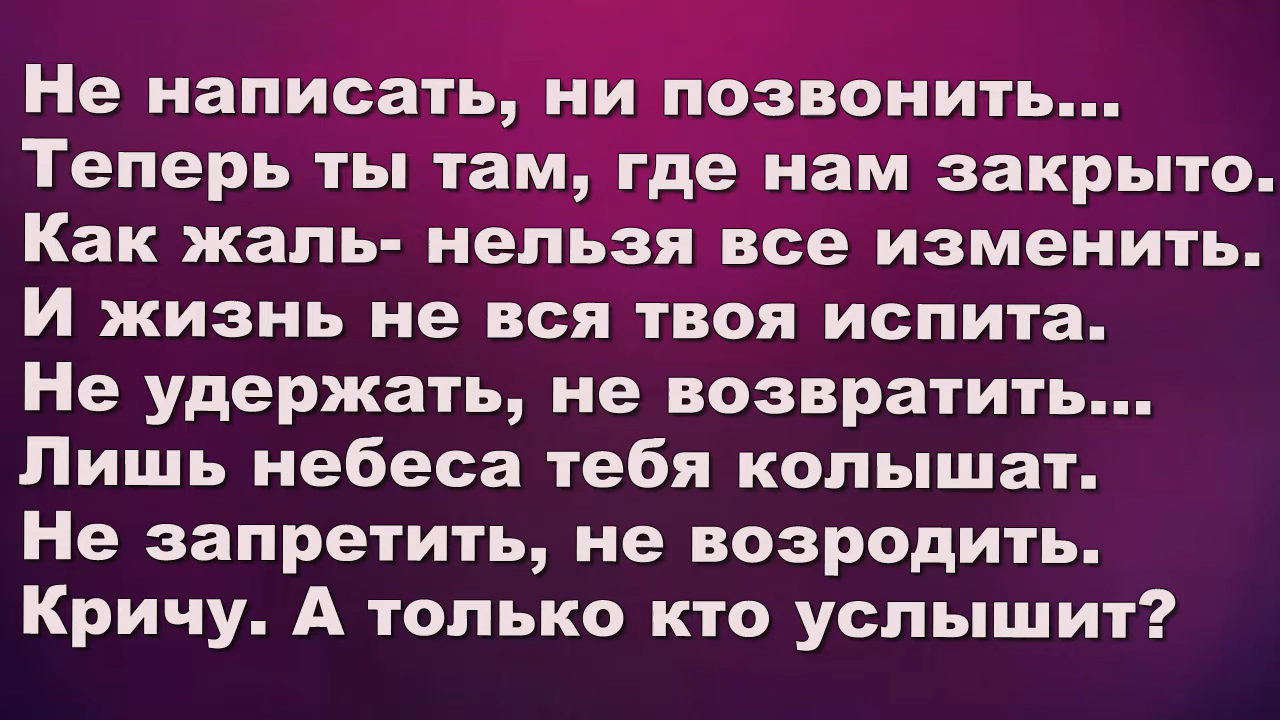 Не написать, ни позвонить...
Теперь ты там, где нам закрыто.
Как жаль- нельзя все изменить.
И жизнь не вся твоя испита.
Не удержать, не возвратить...
Лишь небеса тебя колышат.
Не запретить, не возродить.
Кричу. А только кто услышит?